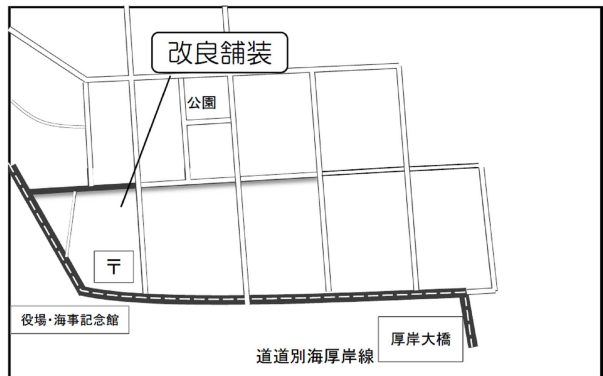 改良舗装
公園
〒
役場・海事記念館
厚岸大橋
道道別海厚岸線